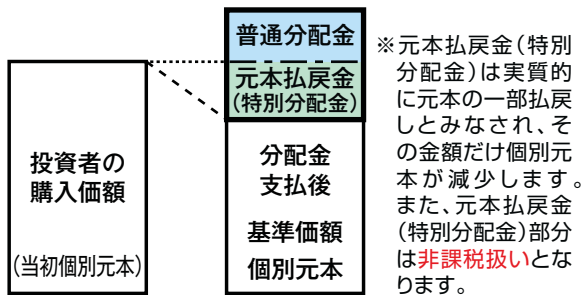 投資者の
購入価額
(当初個別元本)
普通分配金
元本払戻金
(特別分配金)
分配金
支払後
基準価額
個別元本
※元本払戻金(特別
分配金)は実質的
に元本の一部払戻
しとみなされ、そ
の金額だけ個別元
本が減少します。
また、元本払戻金
(特別分配金)部分
は非課税扱いとな
ります。